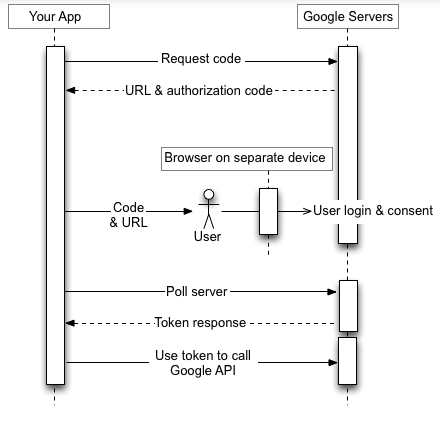 Your App
Google Servers
Request code
URL & authorization code
Browser on separate device
Code
& URL
User
User login & consent
Poll server
Token response
Use token to call
Google API